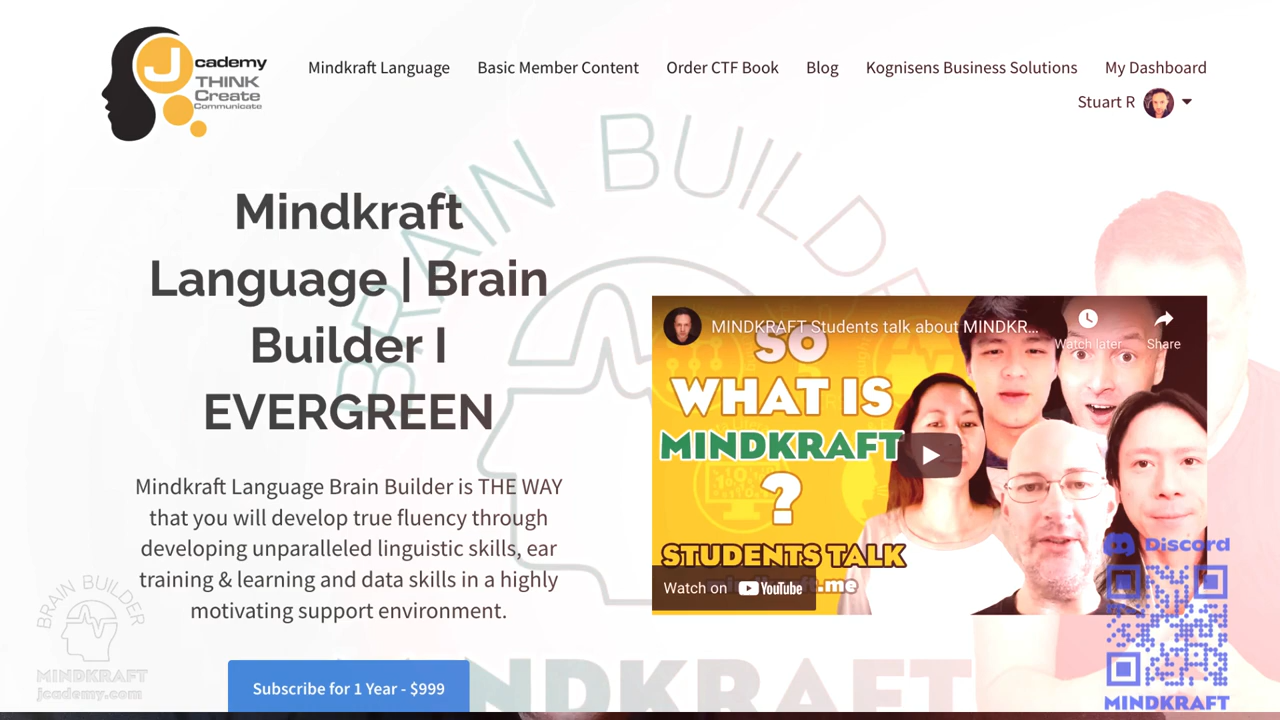 J cademy
THINK
Create
Communicate
Mindkraft Language
Basic Member Content
Order CTF Book
Blog
Kognisens Business Solutions
My Dashboard
Stuart R
BRAIN BUILDER
Mindkraft
Language | Brain
Builder I
EVERGREEN
Mindkraft Language Brain Builder is THE WAY
that you will develop true fluency through
developing unparalleled linguistic skills, ear
training & learning and data skills in a highly
motivating support environment.
Subscribe for 1 Year - $999
MINDKRAFT Students talk about MINDKR...
Watch later
Share
SO
WHAT IS
MINDKRAFT
?
STUDENTS TALK
Watch on YouTube
Discord
MINDKRAFT
BRAIN BUILDER
MINDKRAFT
jcademy.com
NDKRAFT